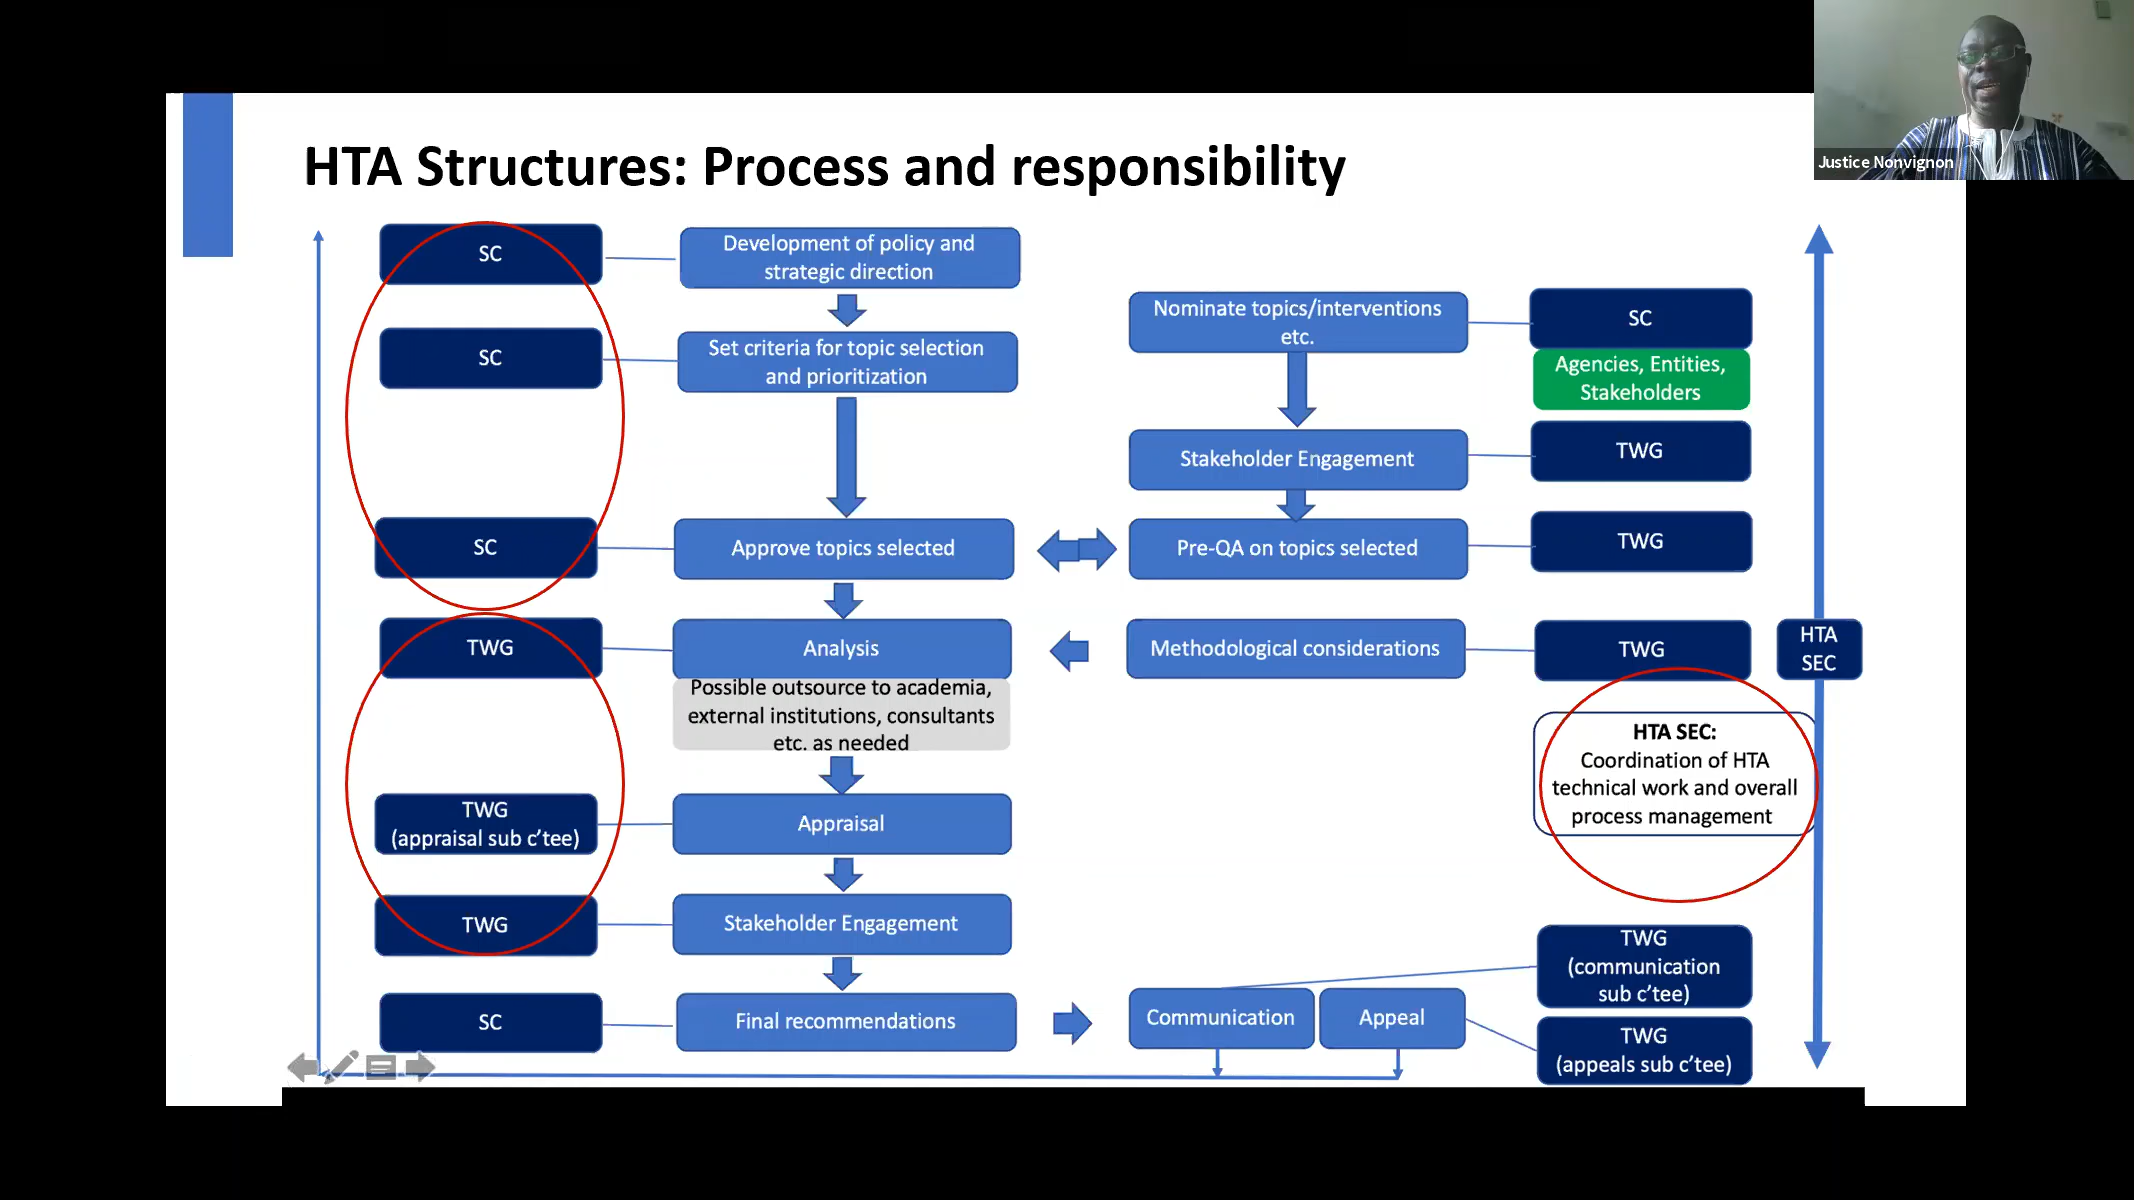 Justice Nonvignon
HTA Structures: Process and responsibility
SC
Development of policy and
strategic direction
SC
Set criteria for topic selection
and prioritization
Nominate topics/interventions
etc.
SC
Agencies, Entities,
Stakeholders
Stakeholder Engagement
TWG
SC
Approve topics selected
Pre-QA on topics selected
TWG
TWG
Analysis
Possible outsource to academia,
external institutions, consultants
etc. as needed
Methodological considerations
TWG
HTA
SEC
HTA SEC:
Coordination of HTA
technical work and overall
process management
TWG
(appraisal sub c'tee)
Appraisal
TWG
Stakeholder Engagement
SC
Final recommendations
Communication
Appeal
TWG
(communication
sub c'tee)
TWG
(appeals sub c'tee)